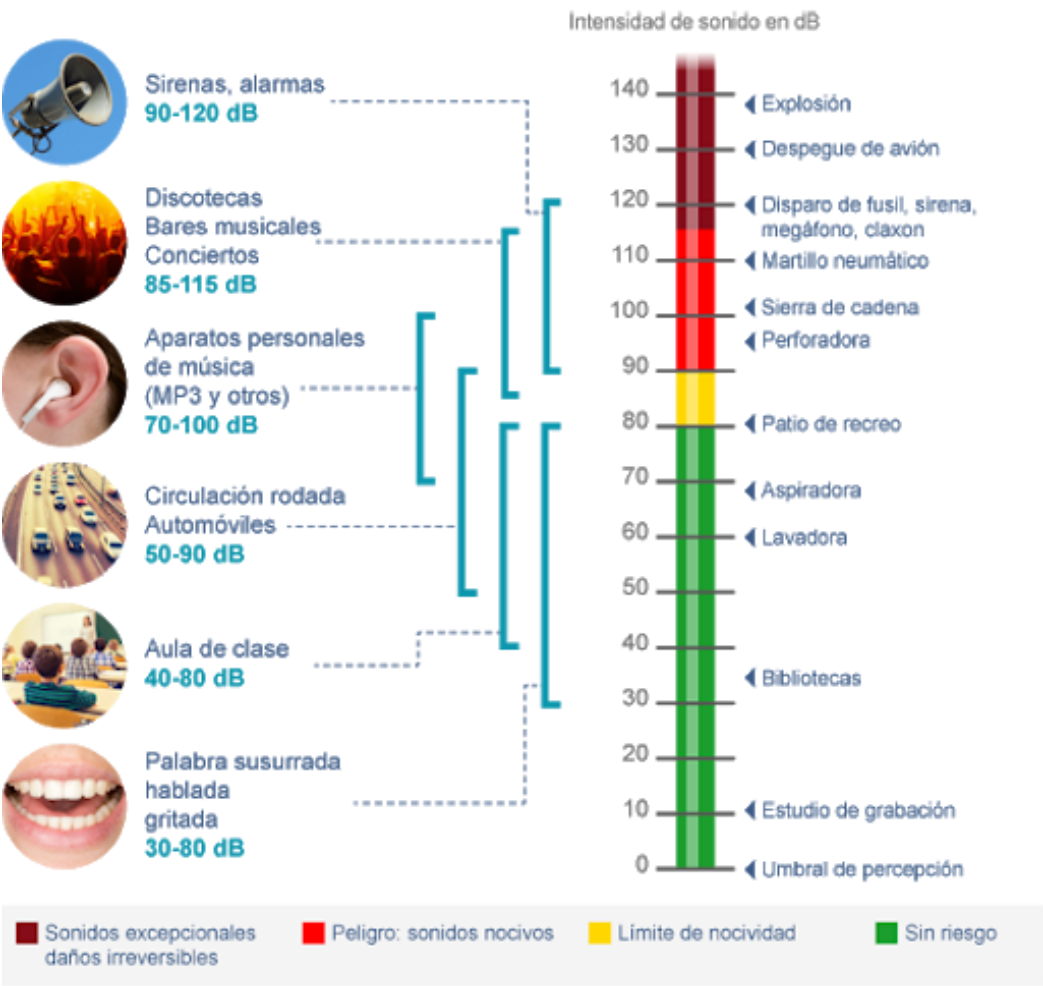 Intensidad de sonido en dB
Sirenas, alarmas
90-120 dB
Discotecas
Bares musicales
Conciertos
85-115 dB
Aparatos personales
de música
(MP3 y otros)
70-100 dB
Circulación rodada
Automóviles
50-90 dB
Aula de clase
40-80 dB
Palabra susurrada
hablada
gritada
30-80 dB
140
130
120
110
100
90
80
70
60
50
40
30
20
10
0
Explosión
Despegue de avión
Disparo de fusil, sirena,
megáfono, claxon
Martillo neumático
Sierra de cadena
Perforadora
Patio de recreo
Aspiradora
Lavadora
Bibliotecas
Estudio de grabación
Umbral de percepción
Sonidos excepcionales
daños irreversibles
Peligro: sonidos nocivos
Límite de nocividad
Sin riesgo